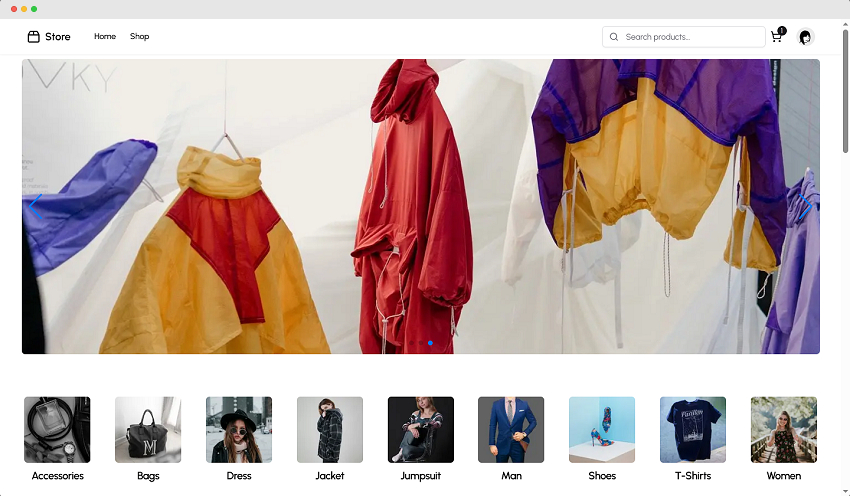 Store
Home
Shop
Search products...
1
VKY
Accessories
Bags
M
Dress
Jacket
Jumpsuit
Man
Shoes
T-Shirts
Women